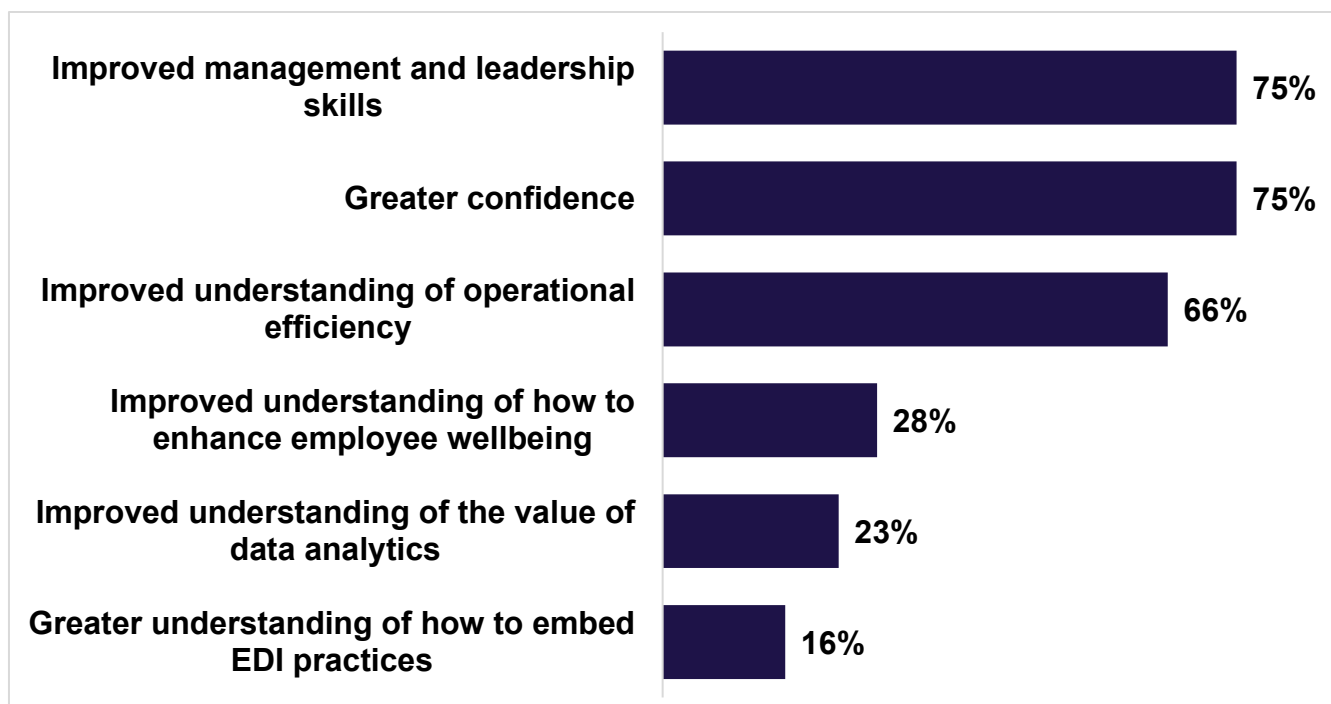 Improved management and leadership
skills
75%
Greater confidence
75%
Improved understanding of operational
efficiency
66%
Improved understanding of how to
enhance employee wellbeing
28%
Improved understanding of the value of
data analytics
23%
Greater understanding of how to embed
EDI practices
16%